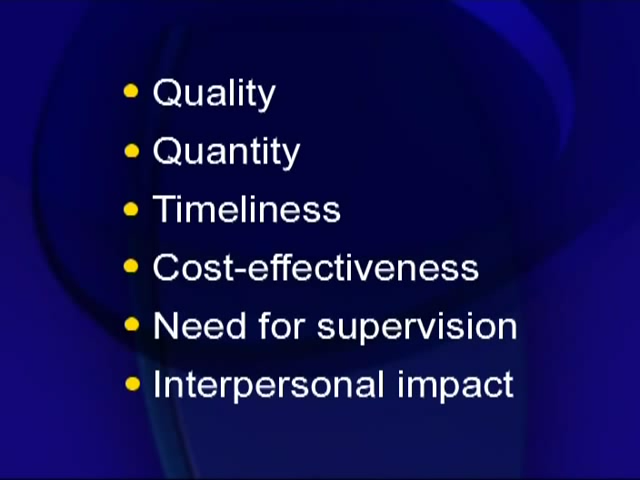 • Quality
• Quantity
• Timeliness
• Cost-effectiveness
• Need for supervision
• Interpersonal impact